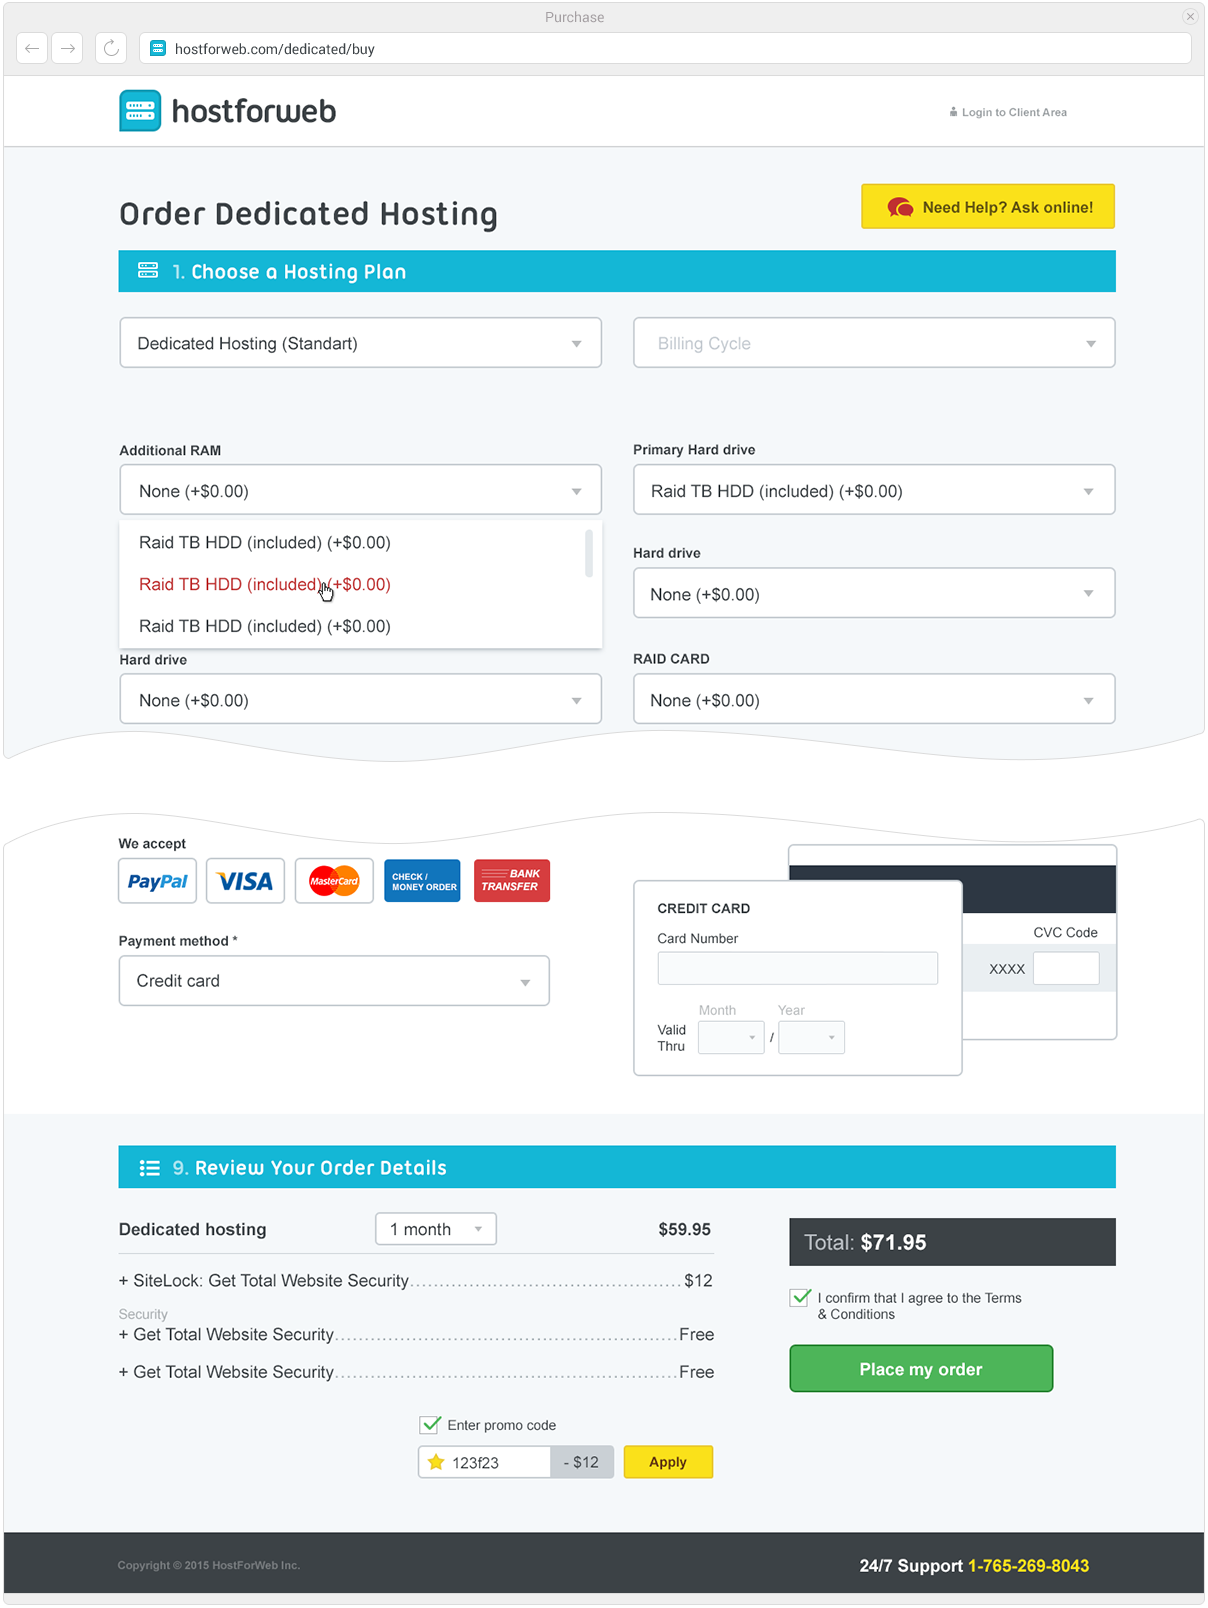 Purchase
hostforweb.com/dedicated/buy
hostforweb
Login to Client Area
Order Dedicated Hosting
Need Help? Ask online!
1. Choose a Hosting Plan
Dedicated Hosting (Standart)
Billing Cycle
Additional RAM
Primary Hard drive
None (+$0.00)
Raid TB HDD (included) (+$0.00)
Raid TB HDD (included) (+$0.00)
Raid TB HDD (included) (+$0.00)
Raid TB HDD (included) (+$0.00)
Hard drive
None (+$0.00)
Hard drive
RAID CARD
None (+$0.00)
None (+$0.00)
We accept
PayPal
VISA
MasterCard
CHECK /
MONEY ORDER
BANK
TRANSFER
Payment method *
Credit card
CREDIT CARD
Card Number
Month
Year
Valid
Thru
/
CVC Code
XXXX
9. Review Your Order Details
Dedicated hosting
1 month
$59.95
+ SiteLock: Get Total Website Security..............................$12
Security
+ Get Total Website Security......................................Free
+ Get Total Website Security......................................Free
Enter promo code
123f23
- $12
Apply
Total: $71.95
I confirm that I agree to the Terms
& Conditions
Place my order
Copyright © 2015 HostForWeb Inc.
24/7 Support 1-765-269-8043